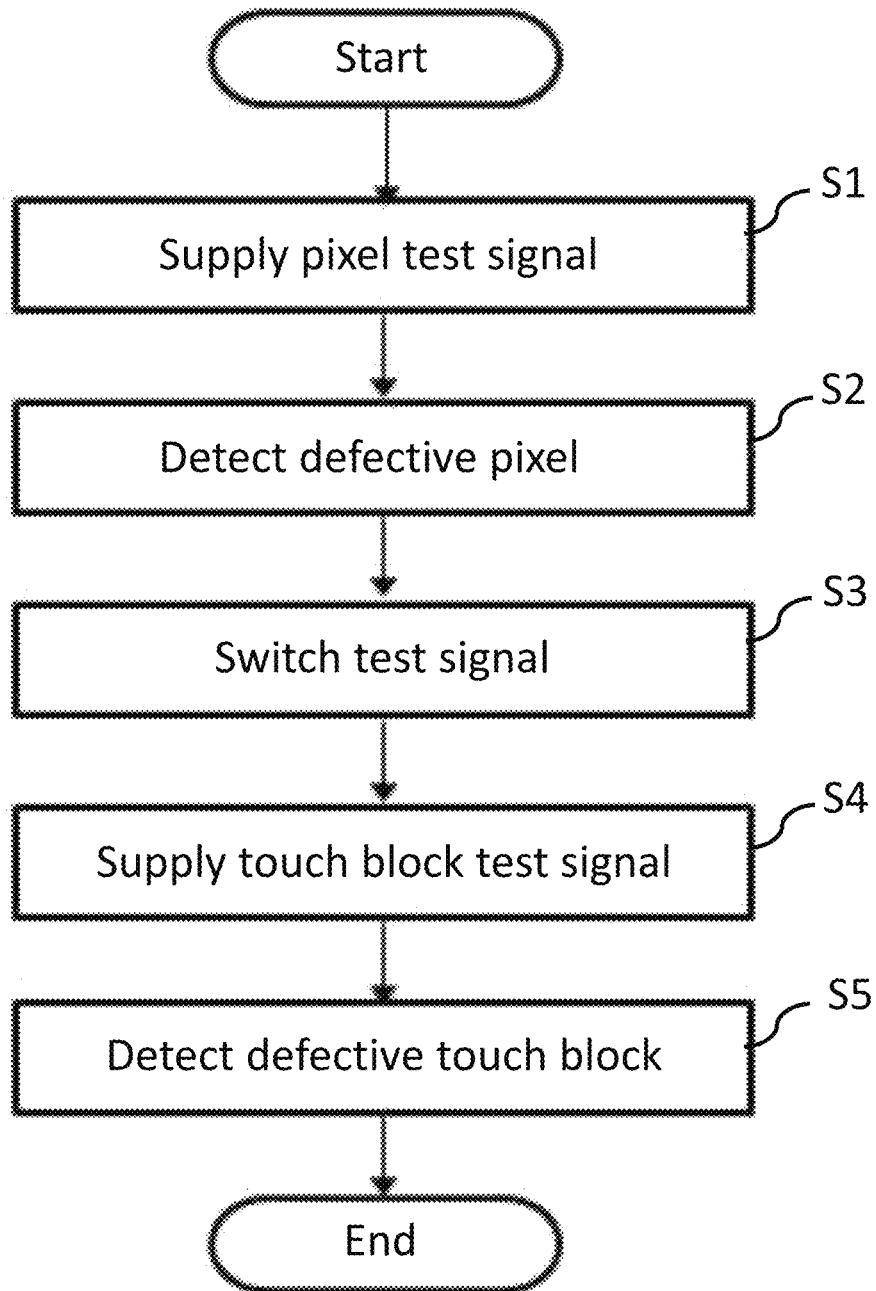 Start
S1
Supply pixel test signal
S2
Detect defective pixel
S3
Switch test signal
S4
Supply touch block test signal
S5
Detect defective touch block
End